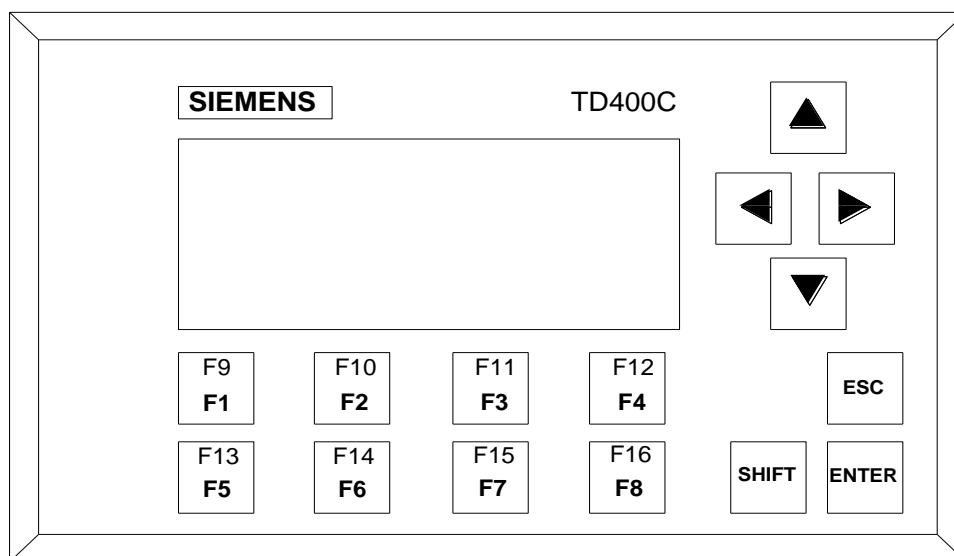 SIEMENS TD400C
F9 F10 F11 F12
F1 F2 F3 F4 ESC
F13 F14 F15 F16
F5 F6 F7 F8 SHIFT ENTER